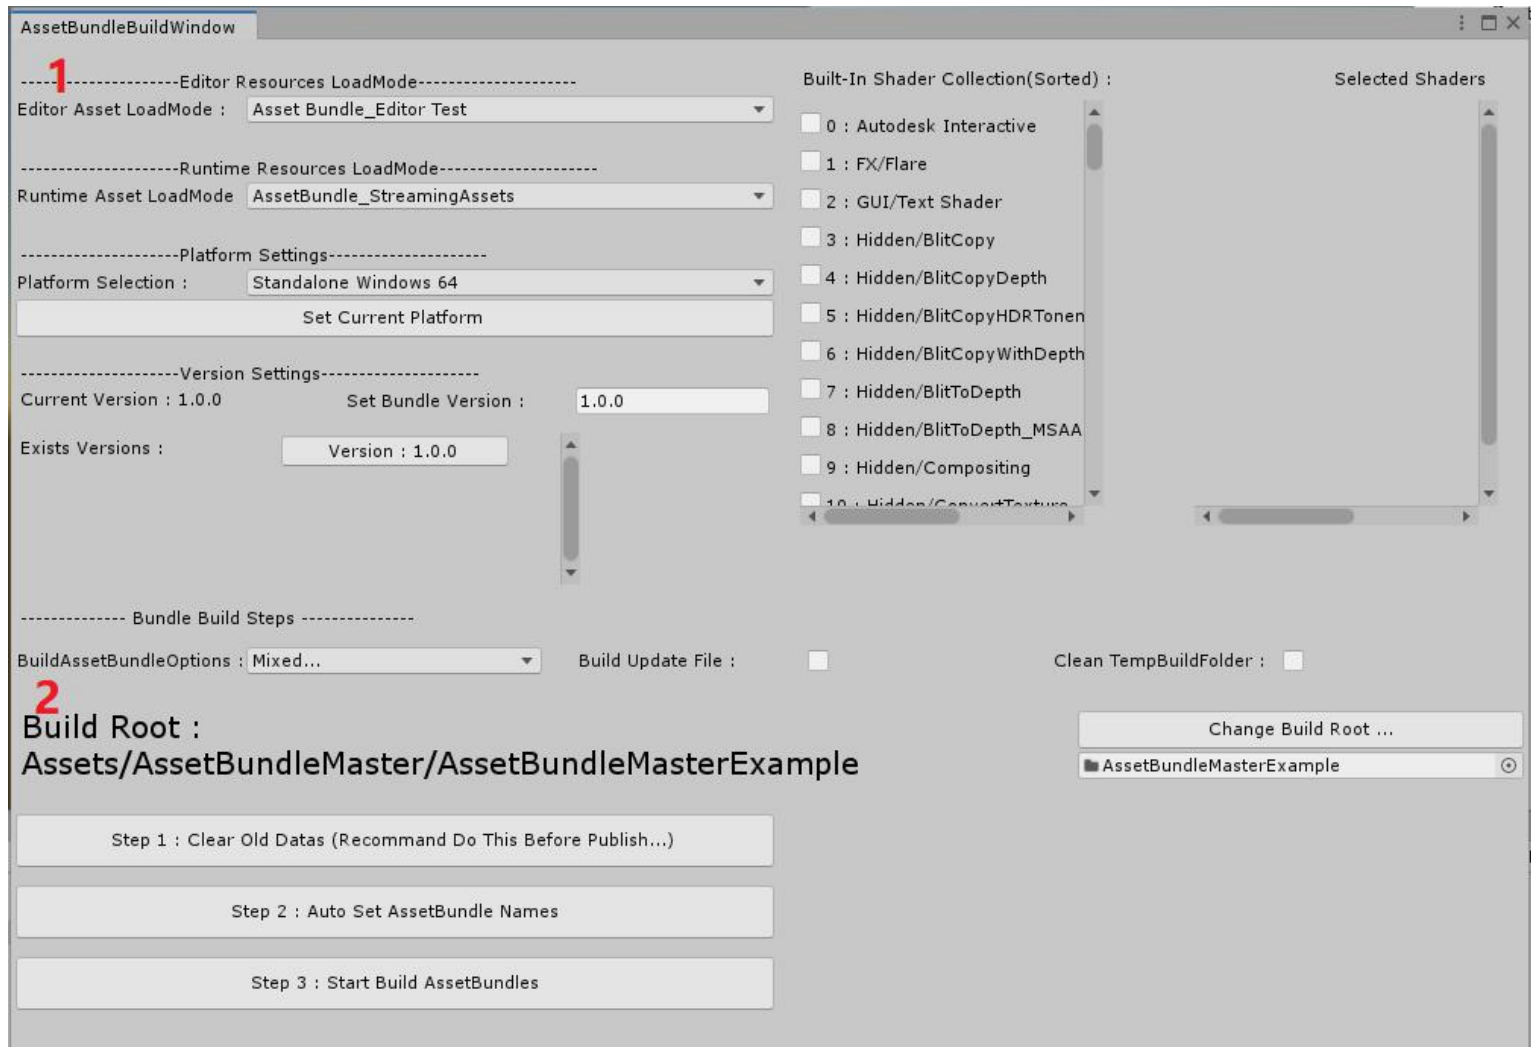 AssetBundleBuildWindow
1
--------------------Editor Resources LoadMode--------------------
Editor Asset LoadMode : Asset Bundle_Editor Test
--------------------Runtime Resources LoadMode--------------------
Runtime Asset LoadMode AssetBundle_StreamingAssets
--------------------Platform Settings--------------------
Platform Selection : Standalone Windows 64
Set Current Platform
--------------------Version Settings--------------------
Current Version : 1.0.0 Set Bundle Version : 1.0.0
Exists Versions : Version : 1.0.0
Built-In Shader Collection(Sorted) : Selected Shaders
0 : Autodesk Interactive
1 : FX/Flare
2 : GUI/Text Shader
3 : Hidden/BlitCopy
4 : Hidden/BlitCopyDepth
5 : Hidden/BlitCopyHDRTonen
6 : Hidden/BlitCopyWithDepth
7 : Hidden/BlitToDepth
8 : Hidden/BlitToDepth_MSAA
9 : Hidden/Compositing
10 : Hidden/ConvertTexture
-------------- Bundle Build Steps ---------------
BuildAssetBundleOptions : Mixed... Build Update File : Clean TempBuildFolder :
2
Build Root :
Assets/AssetBundleMaster/AssetBundleMasterExample
Change Build Root ...
AssetBundleMasterExample
Step 1 : Clear Old Datas (Recommand Do This Before Publish...)
Step 2 : Auto Set AssetBundle Names
Step 3 : Start Build AssetBundles